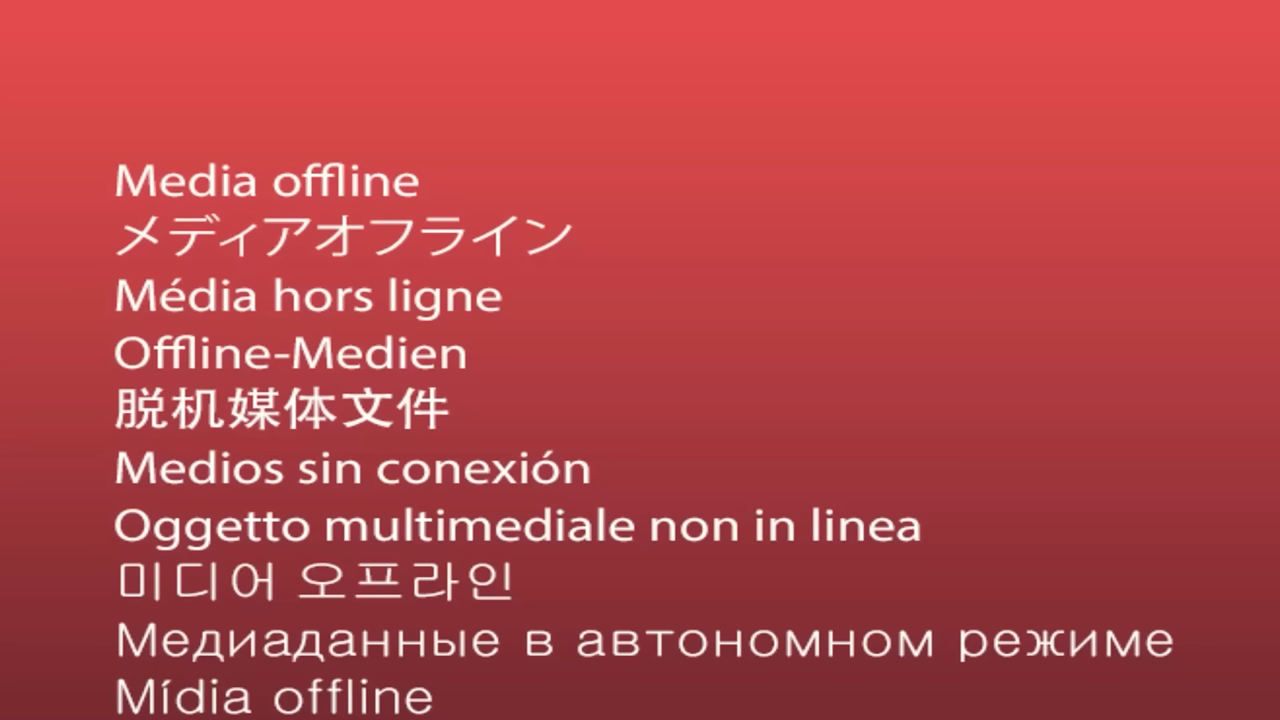 Media offline
メディアオフライン
Média hors ligne
Offline-Medien
脱机媒体文件
Medios sin conexión
Oggetto multimediale non in linea
미디어 오프라인
Медиаданные в автономном режиме
Mídia offline